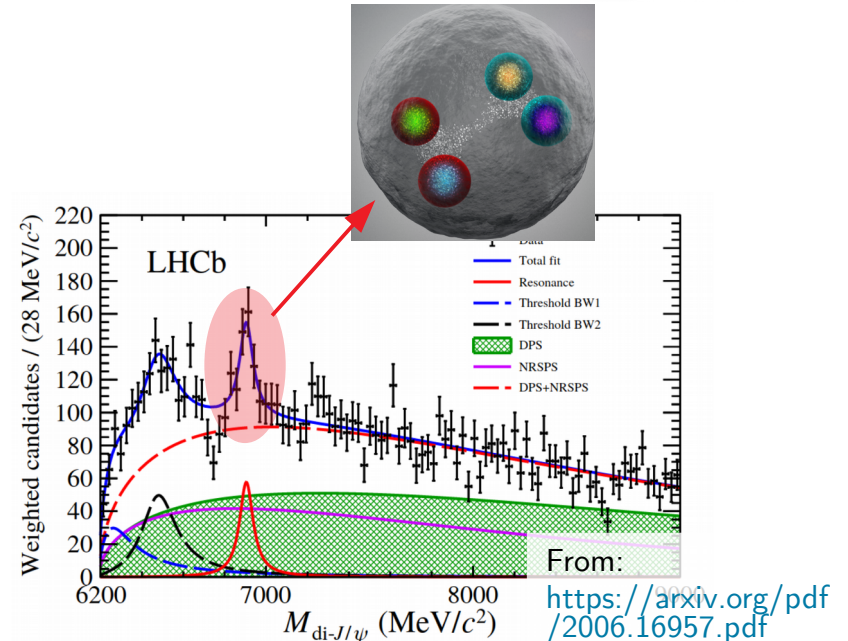 220
200
180
160
140
120
100
80
60
40
20
0
Weighted candidates / (28 MeV/c²)
LHCb
Data
Total fit
Resonance
Threshold BW1
Threshold BW2
DPS
NRSPS
DPS+NRSPS
6200
7000
8000
9000
M di-J/ψ (MeV/c²)
From:
https://arxiv.org/pdf
/2006.16957.pdf